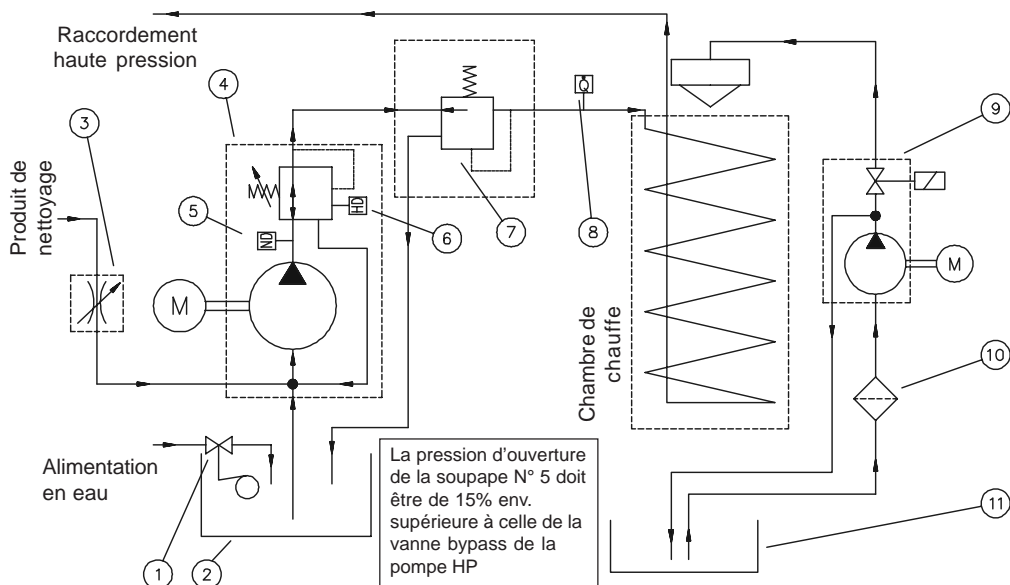 Raccordement
haute pression
4
3
9
Produit de
nettoyage
5
HD
6
7
Q
8
ND
M
M
Chambre de
chauffe
10
Alimentation
en eau
La pression d'ouverture
de la soupape N° 5 doit
être de 15% env.
supérieure à celle de la
vanne bypass de la
pompe HP
11
1
2